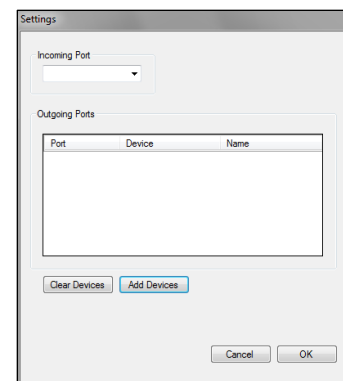 Settings
Incoming Port
Outgoing Ports
Port Device Name
Clear Devices Add Devices
Cancel OK